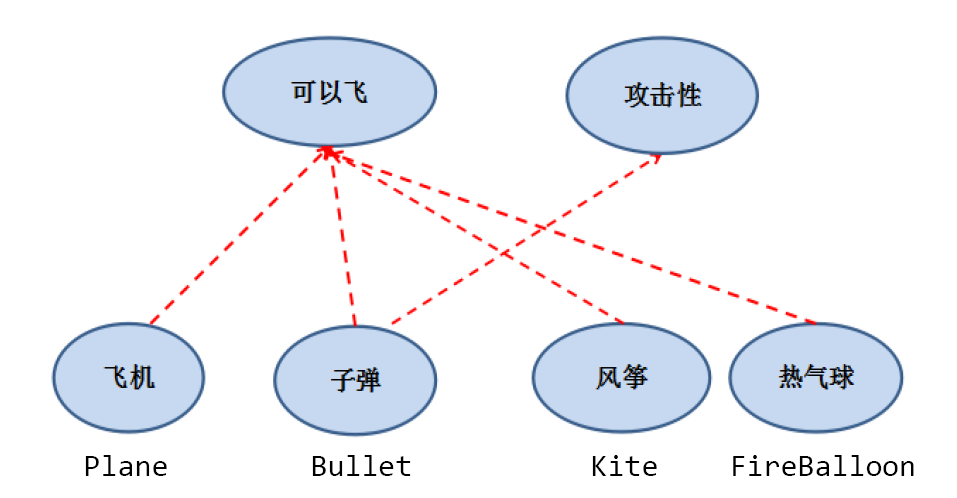 可以飞
攻击性
飞机
子弹
风筝
热气球
Plane
Bullet
Kite
FireBalloon